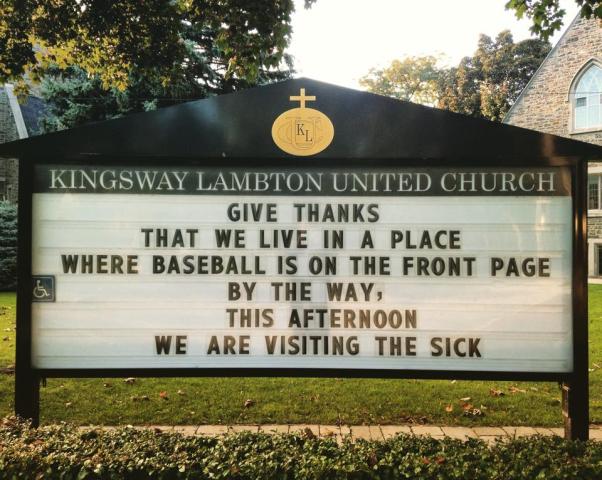 KL
KINGSWAY LAMBTON UNITED CHURCH
GIVE THANKS
THAT WE LIVE IN A PLACE
WHERE BASEBALL IS ON THE FRONT PAGE
BY THE WAY,
THIS AFTERNOON
WE ARE VISITING THE SICK